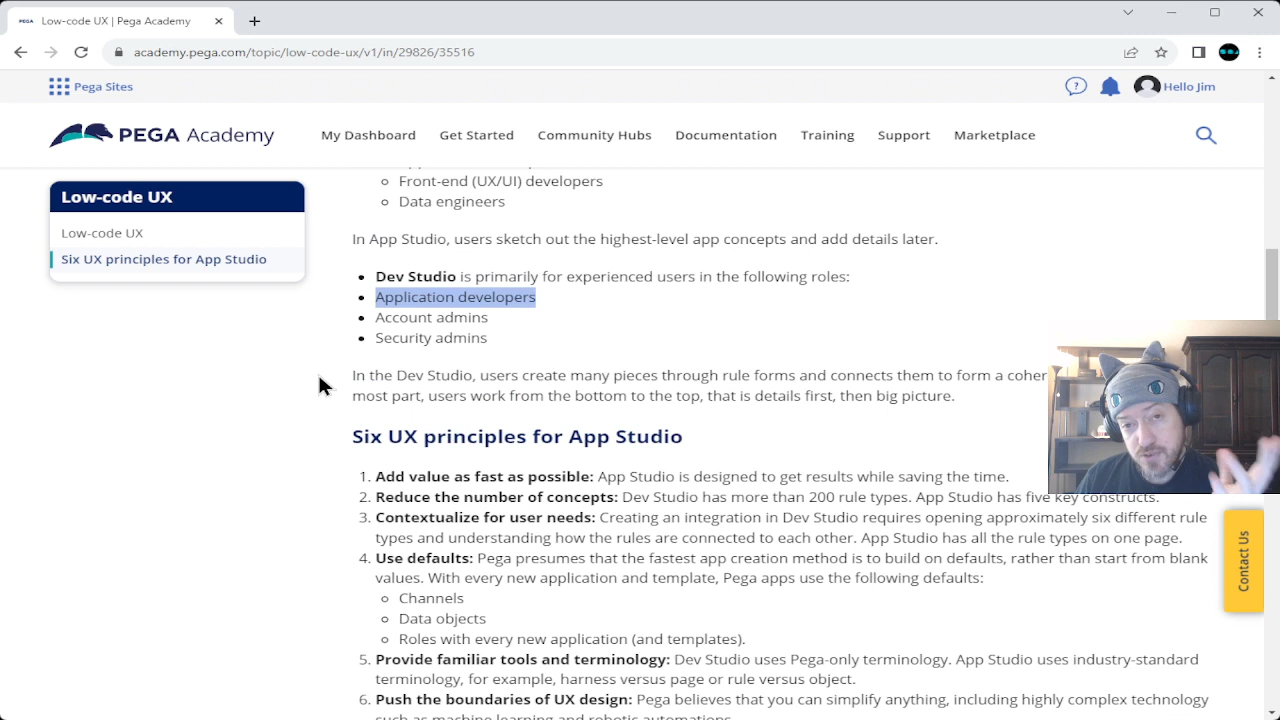 PEGA Low-code UX | Pega Academy
academy.pega.com/topic/low-code-ux/v1/in/29826/35516
Pega Sites
Hello Jim
PEGA Academy
My Dashboard Get Started Community Hubs Documentation Training Support Marketplace
Low-code UX
Low-code UX
Six UX principles for App Studio
Front-end (UX/UI) developers
Data engineers
In App Studio, users sketch out the highest-level app concepts and add details later.
Dev Studio is primarily for experienced users in the following roles:
Application developers
Account admins
Security admins
In the Dev Studio, users create many pieces through rule forms and connects them to form a
most part, users work from the bottom to the top, that is details first, then big picture.
Six UX principles for App Studio
1. Add value as fast as possible: App Studio is designed to get results while saving the time.
2. Reduce the number of concepts: Dev Studio has more than 200 rule types. App Studio has five key constructs.
3. Contextualize for user needs: Creating an integration in Dev Studio requires opening approximately six different rule
types and understanding how the rules are connected to each other. App Studio has all the rule types on one page.
4. Use defaults: Pega presumes that the fastest app creation method is to build on defaults, rather than start from blank
values. With every new application and template, Pega apps use the following defaults:
Channels
Data objects
Roles with every new application (and templates).
5. Provide familiar tools and terminology: Dev Studio uses Pega-only terminology. App Studio uses industry-standard
terminology, for example, harness versus page or rule versus object.
6. Push the boundaries of UX design: Pega believes that you can simplify anything, including highly complex technology
such as machine learning and robotic automations.
Contact Us